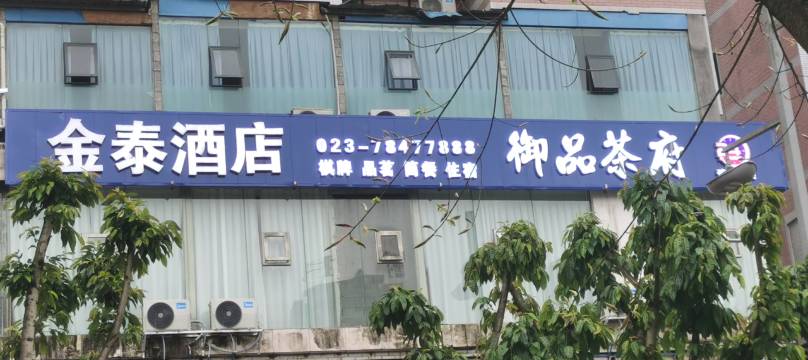 金泰酒店
023-78477888
棋牌 品茗 简餐 住宿
御品茶府